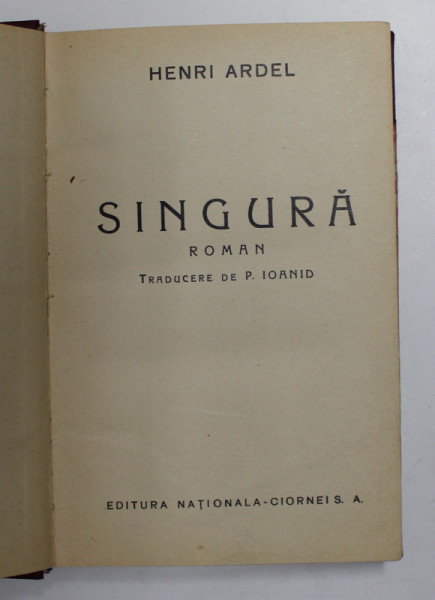 HENRI ARDEL
SINGURĂ
ROMAN
TRADUCERE DE P. IOANID
EDITURA NAȚIONALA-CIORNEI S. A.